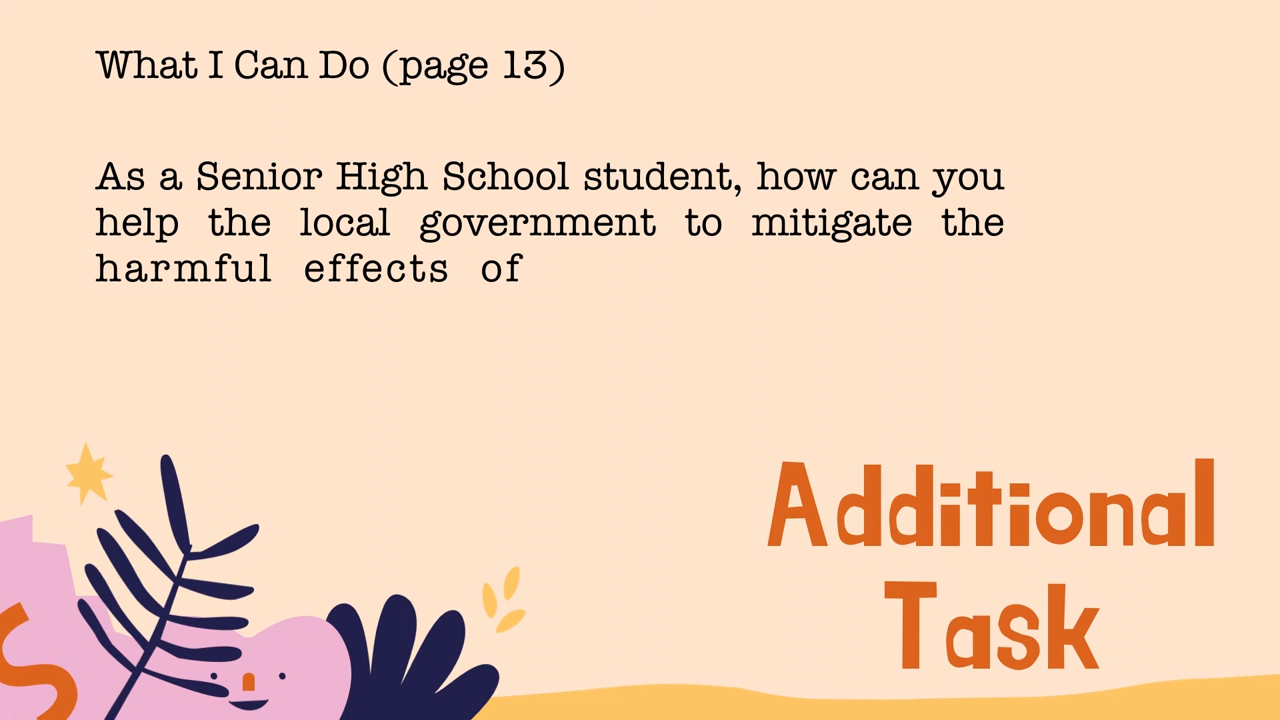 What I Can Do (page 13)
As a Senior High School student, how can you
help the local government to mitigate the
harmful effects of
Additional
Task
S